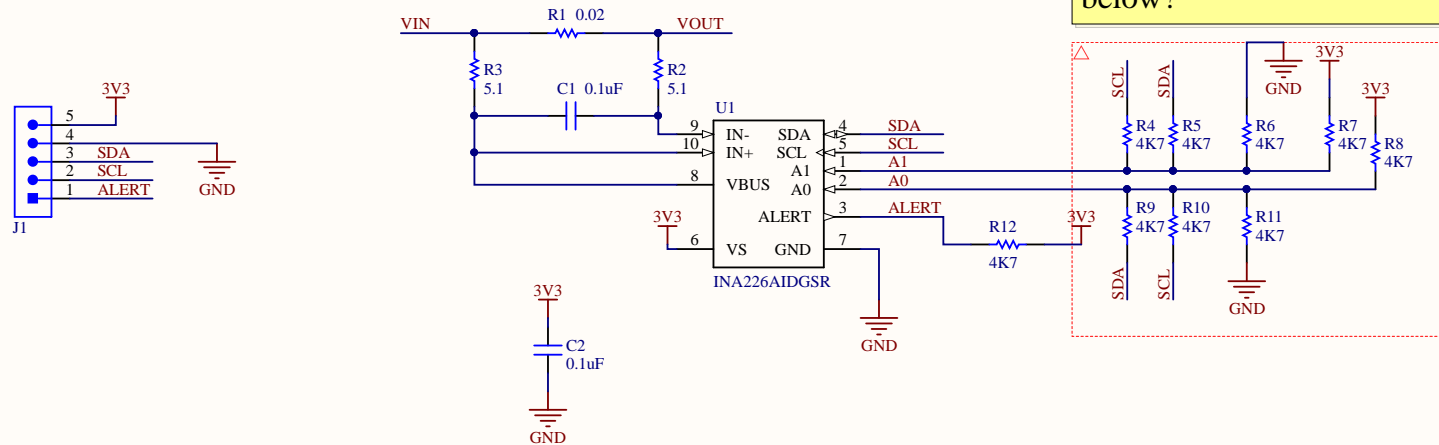 below?
VIN
R1 0.02
VOUT
R3
5.1
R2
5.1
C1 0.1uF
3V3
5
4
3 SDA
2 SCL
1 ALERT
GND
J1
U1
9 IN-
10 IN+
8 VBUS
3V3
6 VS
SDA 4 SDA
SCL 5 SCL
A1 1 A1
A0 2 A0
ALERT 3 ALERT
GND 7
INA226AIDGSR
GND
R12
4K7
3V3
3V3
C2
0.1uF
GND
SCL
SDA
GND
3V3
3V3
R4
4K7
R5
4K7
R6
4K7
R7
4K7
R8
4K7
R9
4K7
R10
4K7
R11
4K7
SDA
SCL
GND